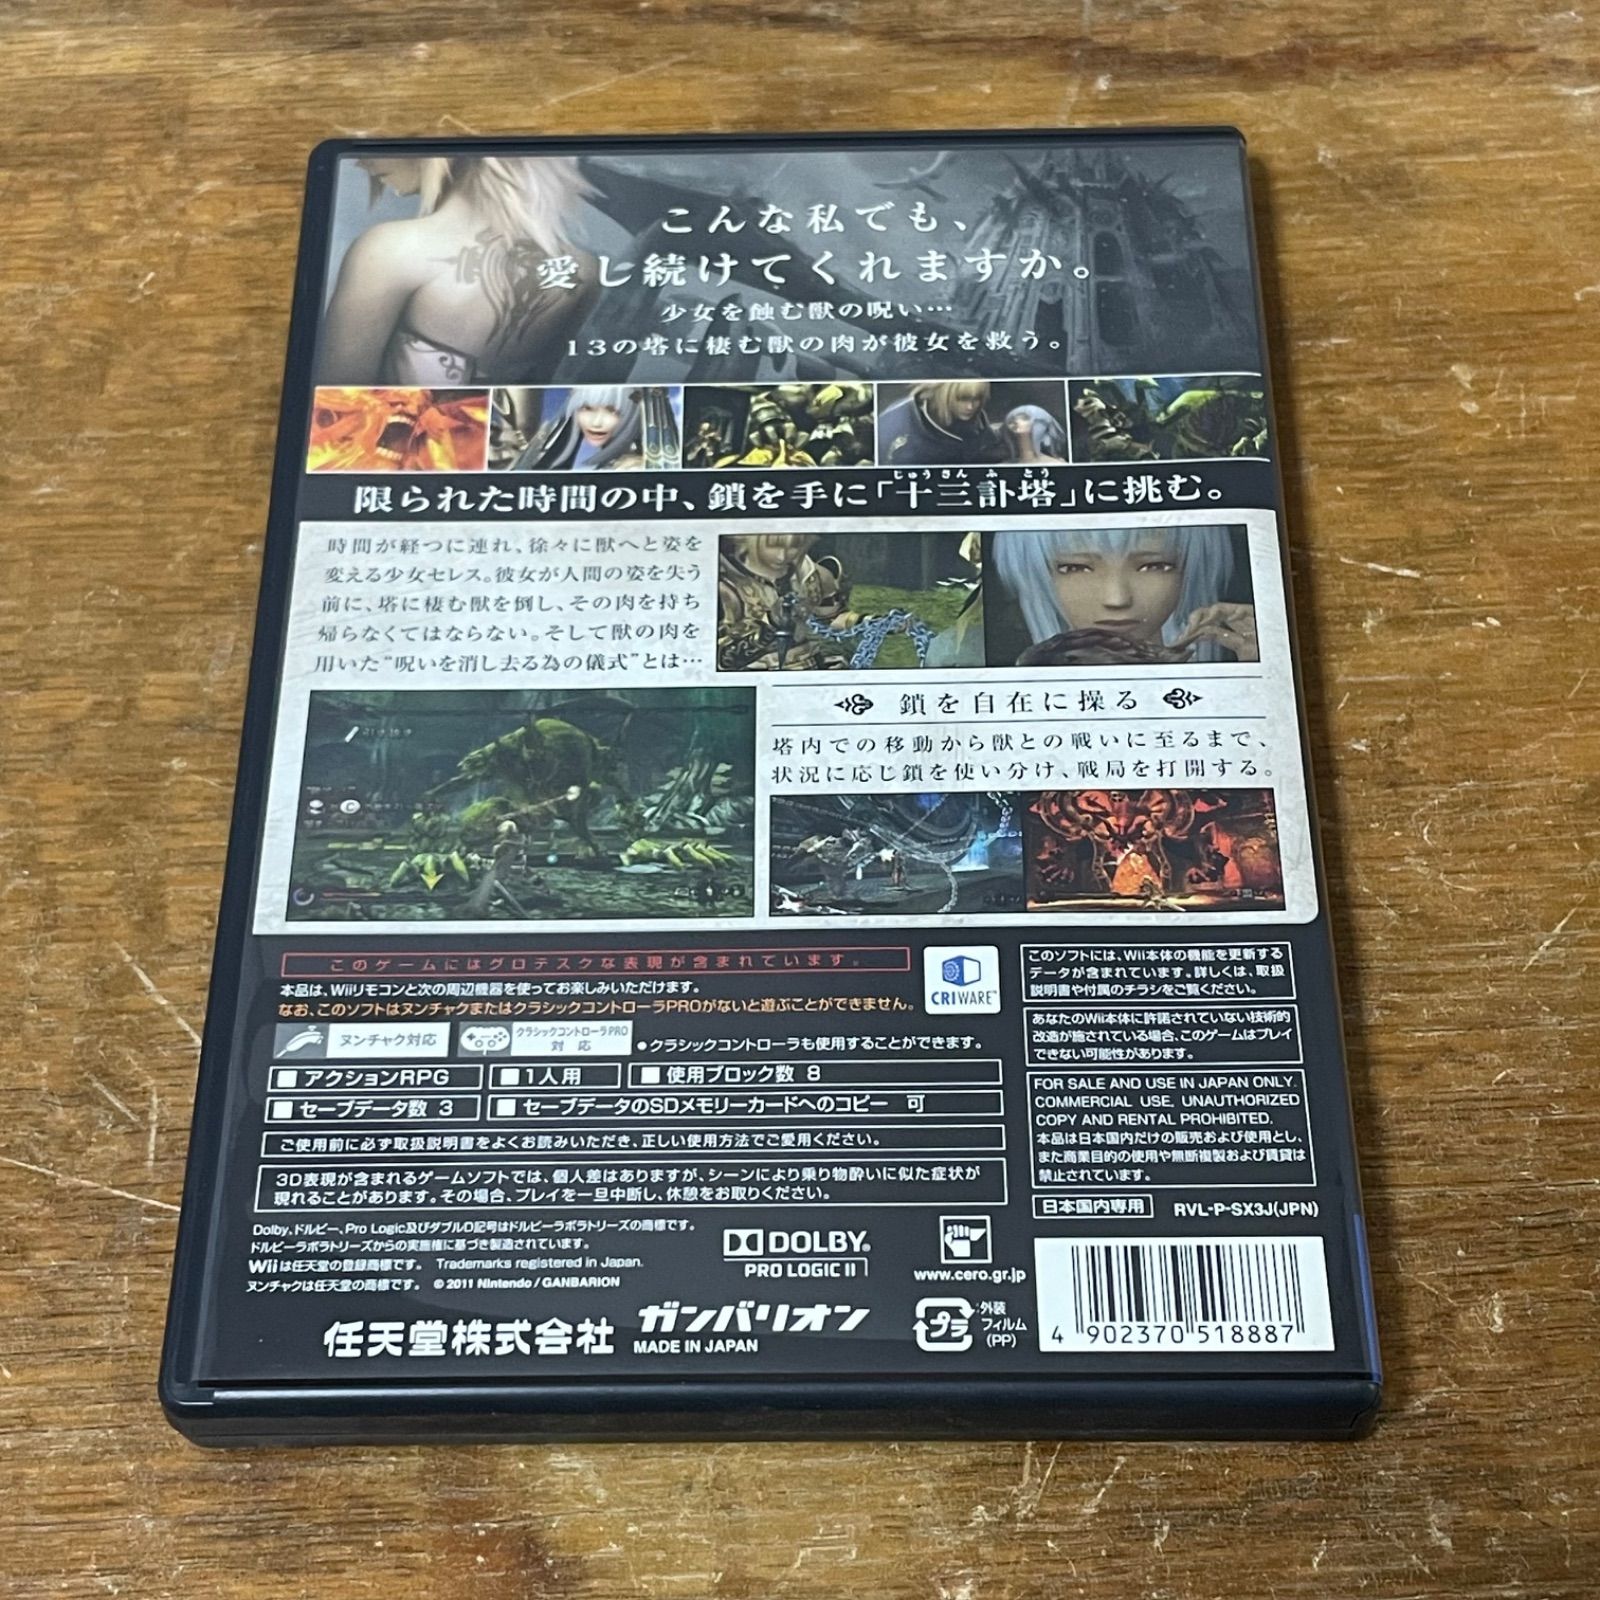 こんな私でも、
愛し続けてくれますか。
少女を蝕む獣の呪い…
13の塔に棲む獣の肉が彼女を救う。
じゅうさん ふ とう
限られた時間の中、鎖を手に「十三訃塔」に挑む。
時間が経つに連れ、徐々に獣へと姿を
変える少女セレス。彼女が人間の姿を失う
前に、塔に棲む獣を倒し、その肉を持ち
帰らなくてはならない。そして獣の肉を
用いた"呪いを消し去る為の儀式"とは…
鎖を自在に操る
塔内での移動から獣との戦いに至るまで、
状況に応じ鎖を使い分け、戦局を打開する。
このゲームにはグロテスクな表現が含まれています。
本品は、Wiiリモコンと次の周辺機器を使ってお楽しみいただけます。
なお、このソフトはヌンチャクまたはクラシックコントローラPROがないと遊ぶことができません。
CRIWARE™
ヌンチャク対応
クラシックコントローラPRO
対応
●クラシックコントローラも使用することができます。
■アクションRPG
■1人用
■使用ブロック数 8
■セーブデータ数 3
■セーブデータのSDメモリーカードへのコピー 可
ご使用前に必ず取扱説明書をよくお読みいただき、正しい使用方法でご愛用ください。
3D表現が含まれるゲームソフトでは、個人差はありますが、シーンにより乗り物酔いに似た症状が
現れることがあります。その場合、プレイを一旦中断し、休憩をお取りください。
このソフトには、Wii本体の機能を更新する
データが含まれています。詳しくは、取扱
説明書や付属のチラシをご覧ください。
あなたのWii本体に許諾されていない技術的
改造が施されている場合、このゲームはプレイ
できない可能性があります。
FOR SALE AND USE IN JAPAN ONLY.
COMMERCIAL USE, UNAUTHORIZED
COPY AND RENTAL PROHIBITED.
本品は日本国内だけの販売および使用とし、
また商業目的の使用や無断複製および賃貸は
禁止されています。
日本国内専用
RVL-P-SX3J(JPN)
Dolby、ドルビー、Pro Logic及びダブルD記号はドルビーラボラトリーズの商標です。
ドルビーラボラトリーズからの実施権に基づき製造されています。
Wiiは任天堂の登録商標です。 Trademarks registered in Japan.
ヌンチャクは任天堂の商標です。 © 2011 Nintendo / GANBARION
DOLBY
PRO LOGIC II
www.cero.gr.jp
任天堂株式会社
ガンバリオン
MADE IN JAPAN
プラ
外装
フィルム
(PP)
4 902370 518887